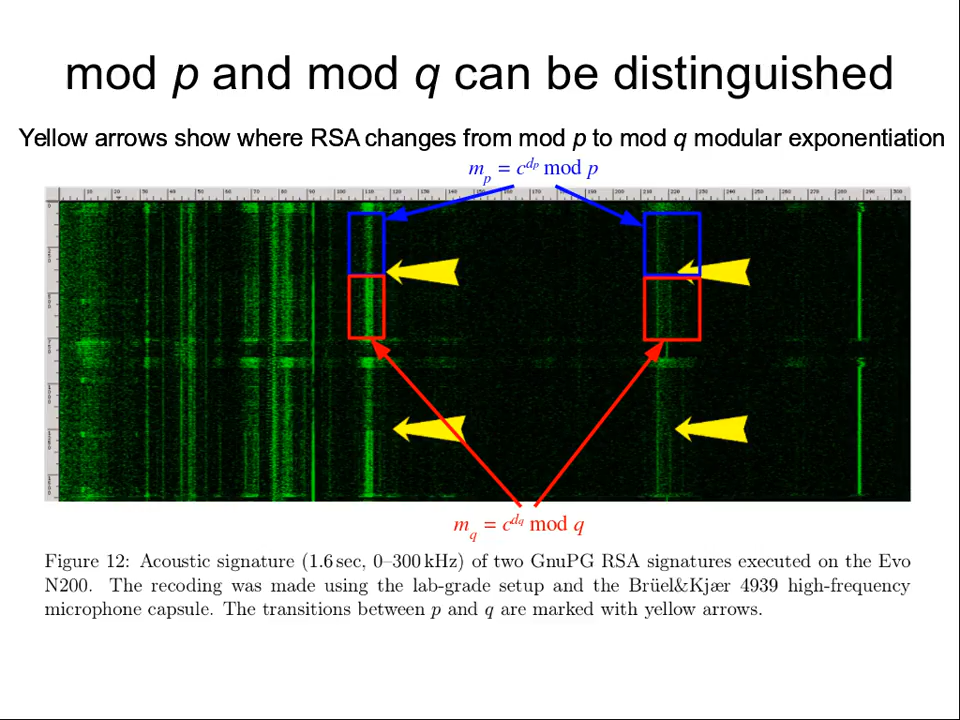 mod p and mod q can be distinguished
Yellow arrows show where RSA changes from mod p to mod q modular exponentiation
m_p = c^{d_p} mod p
m_q = c^{d_q} mod q
Figure 12: Acoustic signature (1.6 sec, 0–300 kHz) of two GnuPG RSA signatures executed on the Evo
N200. The recoding was made using the lab-grade setup and the Brüel&Kjær 4939 high-frequency
microphone capsule. The transitions between p and q are marked with yellow arrows.